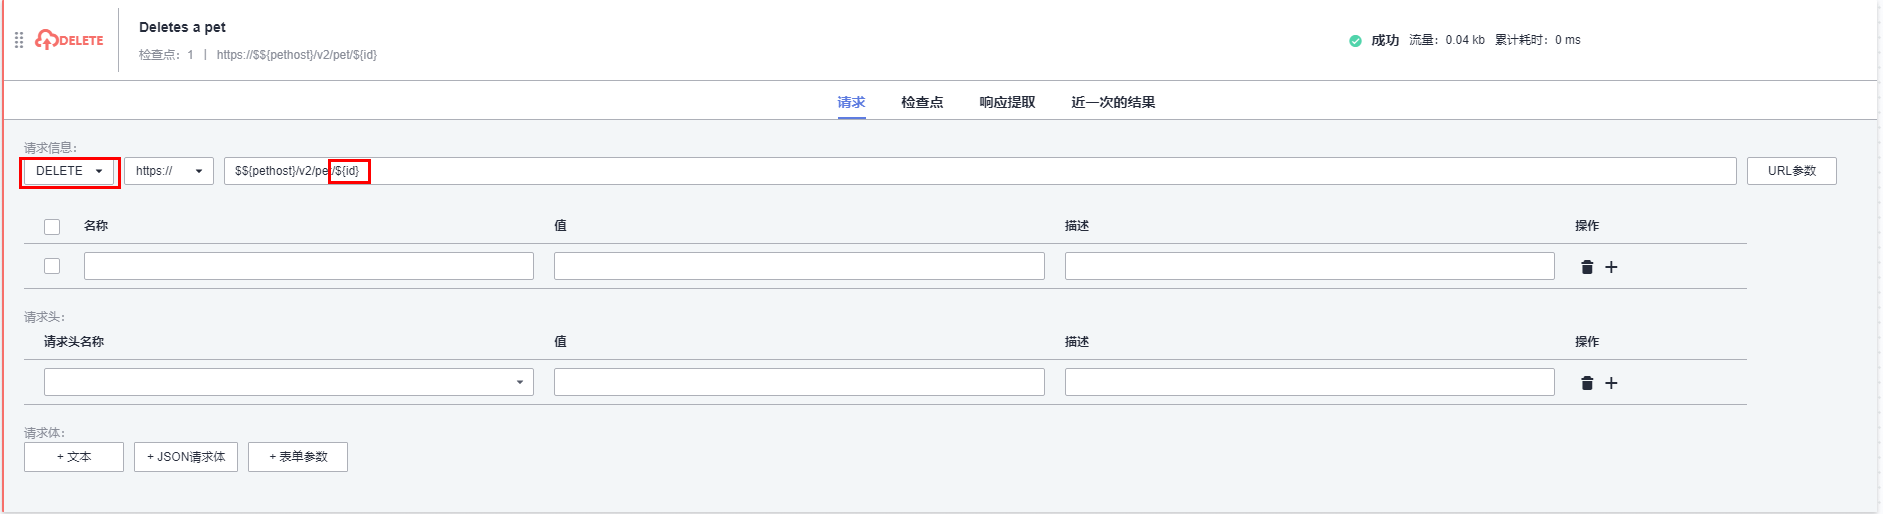 DELETE
Deletes a pet
检查点：1 | https://$${pethost}/v2/pet/${id}
成功 流量：0.04 kb 累计耗时：0 ms
请求 检查点 响应提取 近一次的结果
请求信息：
DELETE https:// $${pethost}/v2/pet/${id} URL参数
名称 值 描述 操作
请求头：
请求头名称 值 描述 操作
请求体：
+ 文本 + JSON请求体 + 表单参数